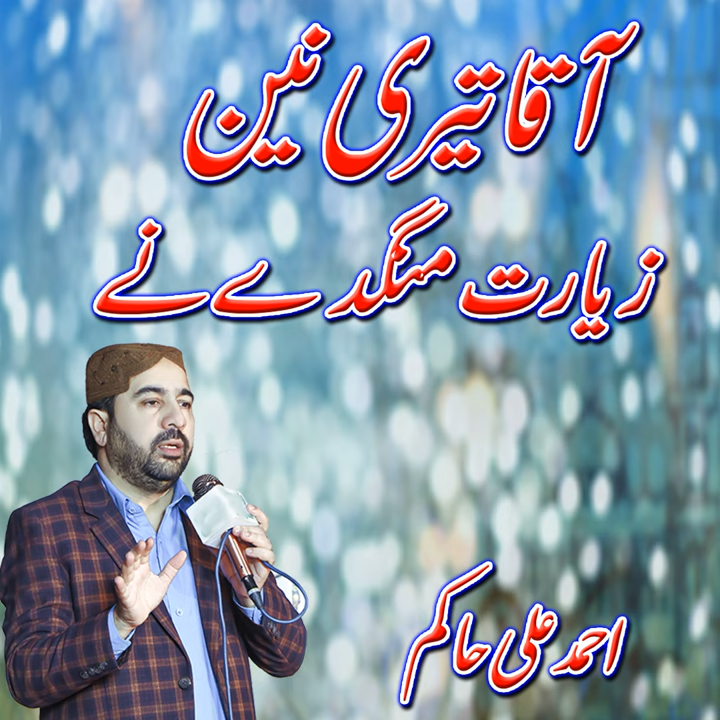 آقا تیری نین
زیارت منگدے نے
احمد علی حاکم